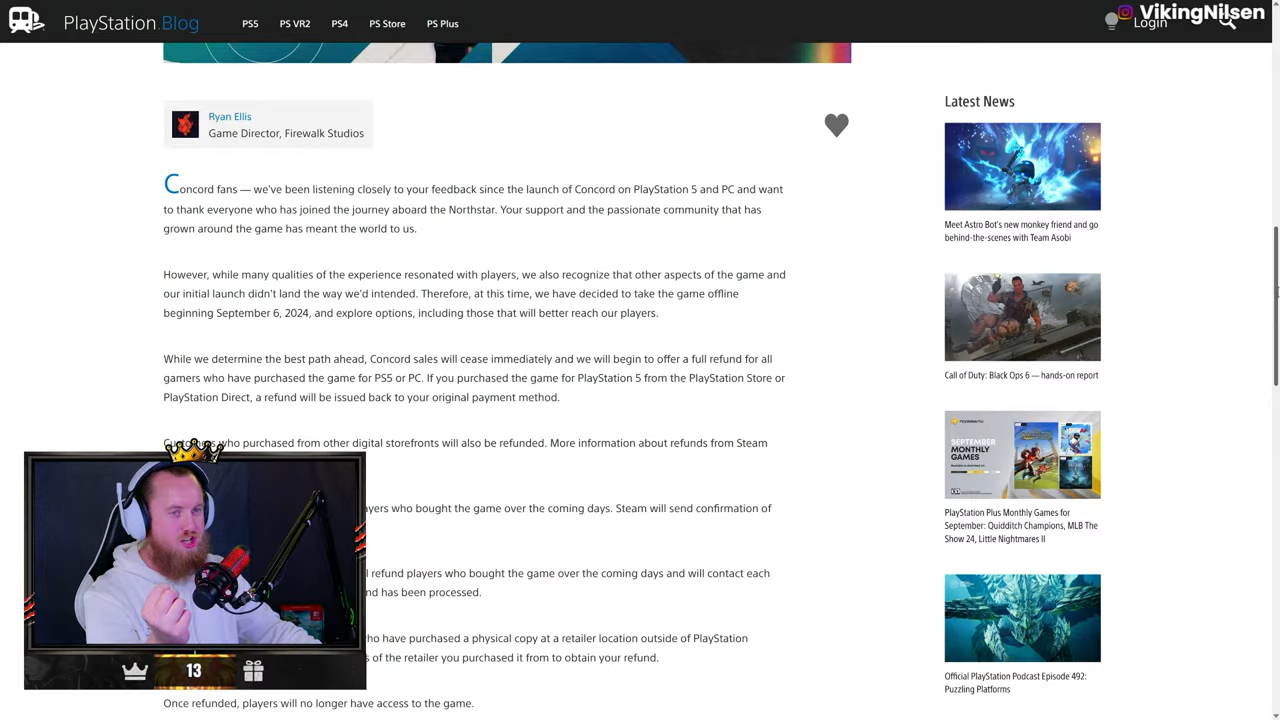 PlayStation.Blog
PS5
PS VR2
PS4
PS Store
PS Plus
Login
VikingNilsen
Ryan Ellis
Game Director, Firewalk Studios
Concord fans — we've been listening closely to your feedback since the launch of Concord on PlayStation 5 and PC and want
to thank everyone who has joined the journey aboard the Northstar. Your support and the passionate community that has
grown around the game has meant the world to us.
However, while many qualities of the experience resonated with players, we also recognize that other aspects of the game and
our initial launch didn't land the way we'd intended. Therefore, at this time, we have decided to take the game offline
beginning September 6, 2024, and explore options, including those that will better reach our players.
While we determine the best path ahead, Concord sales will cease immediately and we will begin to offer a full refund for all
gamers who have purchased the game for PS5 or PC. If you purchased the game for PlayStation 5 from the PlayStation Store or
PlayStation Direct, a refund will be issued back to your original payment method.
who purchased from other digital storefronts will also be refunded. More information about refunds from Steam
ayers who bought the game over the coming days. Steam will send confirmation of
l refund players who bought the game over the coming days and will contact each
nd has been processed.
ho have purchased a physical copy at a retailer location outside of PlayStation
s of the retailer you purchased it from to obtain your refund.
Once refunded, players will no longer have access to the game.
13
Latest News
Meet Astro Bot's new monkey friend and go
behind-the-scenes with Team Asobi
Call of Duty: Black Ops 6 — hands-on report
SEPTEMBER
MONTHLY
GAMES
PlayStation Plus Monthly Games for
September: Quidditch Champions, MLB The
Show 24, Little Nightmares II
Official PlayStation Podcast Episode 492:
Puzzling Platforms